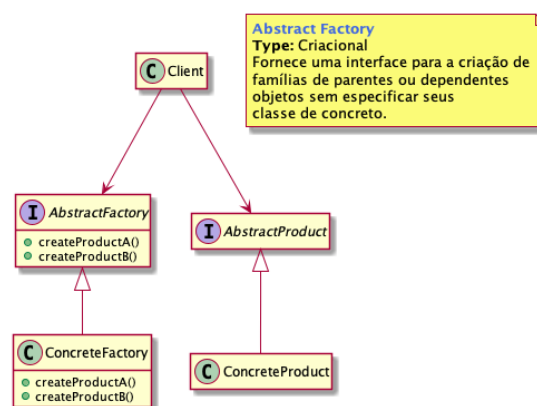 Abstract Factory
Type: Criacional
Fornece uma interface para a criação de
famílias de parentes ou dependentes
objetos sem especificar seus
classe de concreto.
C Client
I AbstractFactory
createProductA()
createProductB()
I AbstractProduct
C ConcreteFactory
createProductA()
createProductB()
C ConcreteProduct